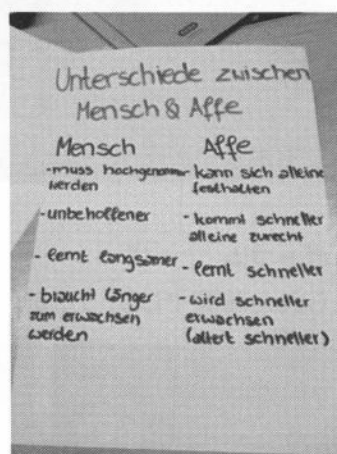 Unterschiede zwischen
Mensch & Affe
Mensch
- muss hochgenommen
werden
- unbeholfener
- lernt langsamer
- braucht länger
zum erwachsen
werden
Affe
- kann sich alleine
festhalten
- kommt schneller
alleine zurecht
- lernt schneller
- wird schneller
erwachsen
(altert schneller)